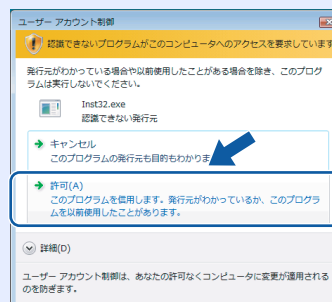 ユーザー アカウント制御
認識できないプログラムがこのコンピュータへのアクセスを要求しています
発行元がわかっている場合や以前使用したことがある場合を除き、このプログ
ラムは実行しないでください。
Inst32.exe
認識できない発行元
キャンセル
このプログラムの発行元も目的もわかりま
許可(A)
このプログラムを信用します。発行元がわかっているか、このプログラ
ムを以前使用したことがあります。
詳細(D)
ユーザー アカウント制御は、あなたの許可なくコンピュータに変更が適用される
のを防ぎます。